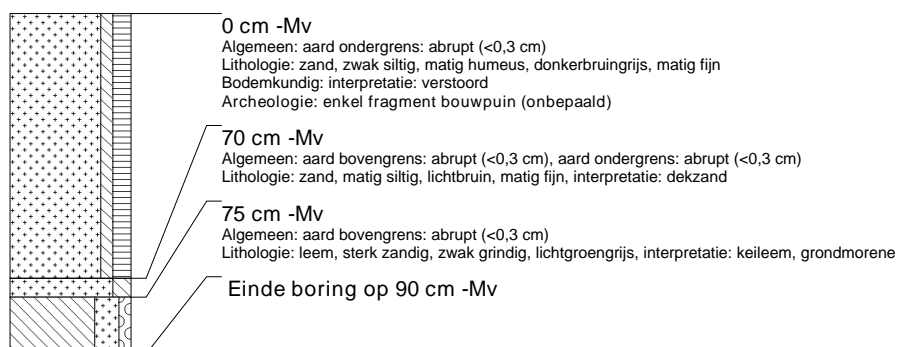 0 cm -Mv
Algemeen: aard ondergrens: abrupt (<0,3 cm)
Lithologie: zand, zwak siltig, matig humeus, donkerbruingrijs, matig fijn
Bodemkundig: interpretatie: verstoord
Archeologie: enkel fragment bouwpuin (onbepaald)
70 cm -Mv
Algemeen: aard bovengrens: abrupt (<0,3 cm), aard ondergrens: abrupt (<0,3 cm)
Lithologie: zand, matig siltig, lichtbruin, matig fijn, interpretatie: dekzand
75 cm -Mv
Algemeen: aard bovengrens: abrupt (<0,3 cm)
Lithologie: leem, sterk zandig, zwak grindig, lichtgroengrijs, interpretatie: keileem, grondmorene
Einde boring op 90 cm -Mv